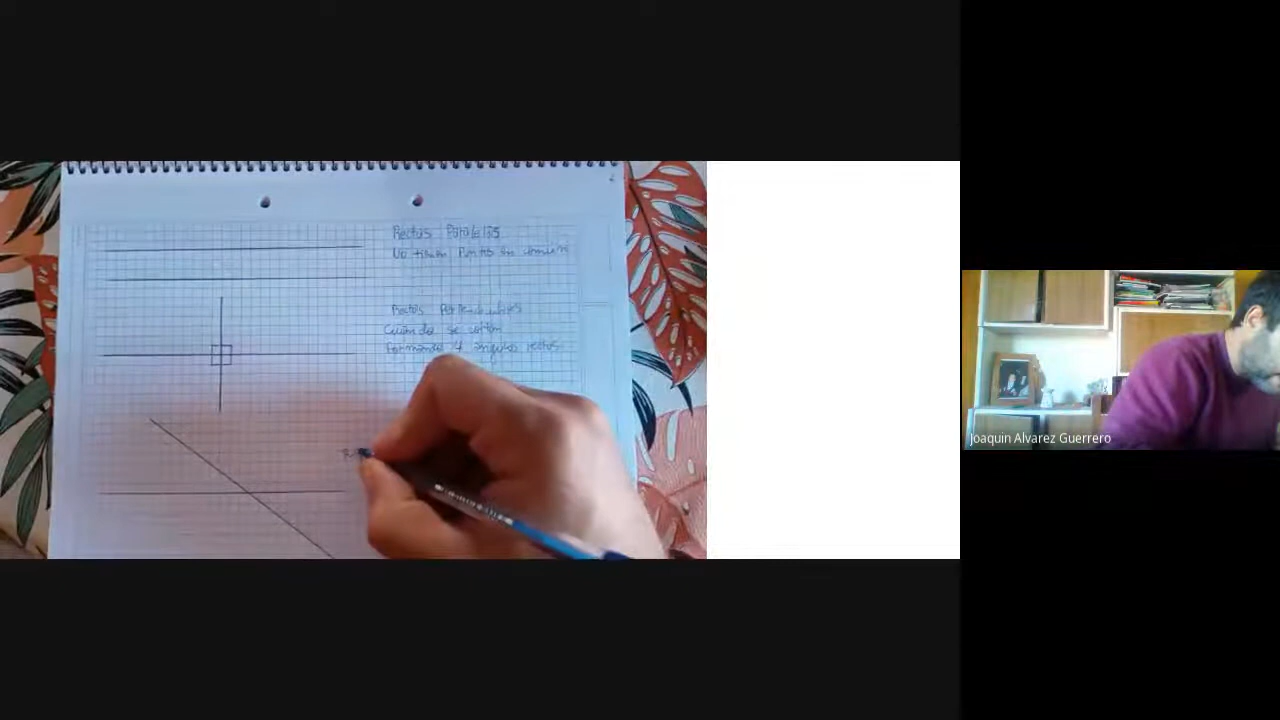 Rectas Paralelas
No tienen Puntos en común
Rectas Perpendiculares
Cuando se cortan
formando 4 ángulos rectos
Joaquin Alvarez Guerrero